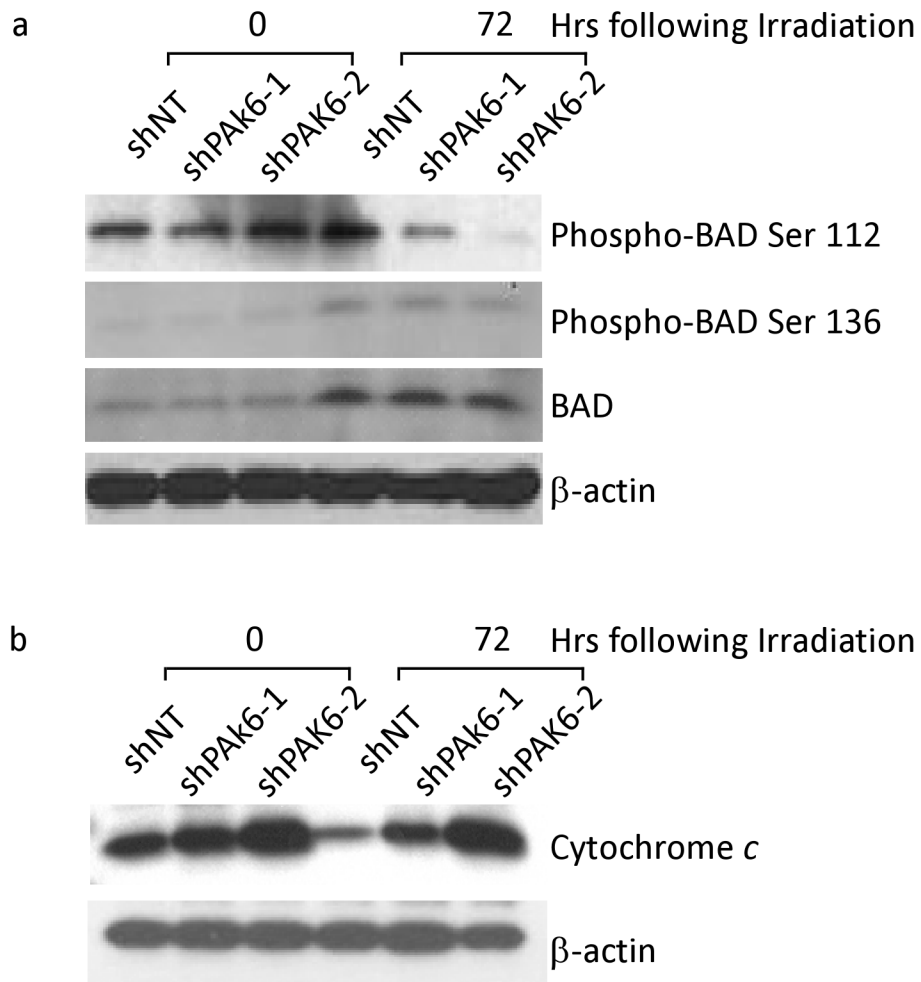 a
0 72 Hrs following Irradiation
shNT shPAk6-1 shPAK6-2 shNT shPAk6-1 shPAK6-2
Phospho-BAD Ser 112
Phospho-BAD Ser 136
BAD
β-actin
b
0 72 Hrs following Irradiation
shNT shPAk6-1 shPAK6-2 shNT shPAk6-1 shPAK6-2
Cytochrome c
β-actin